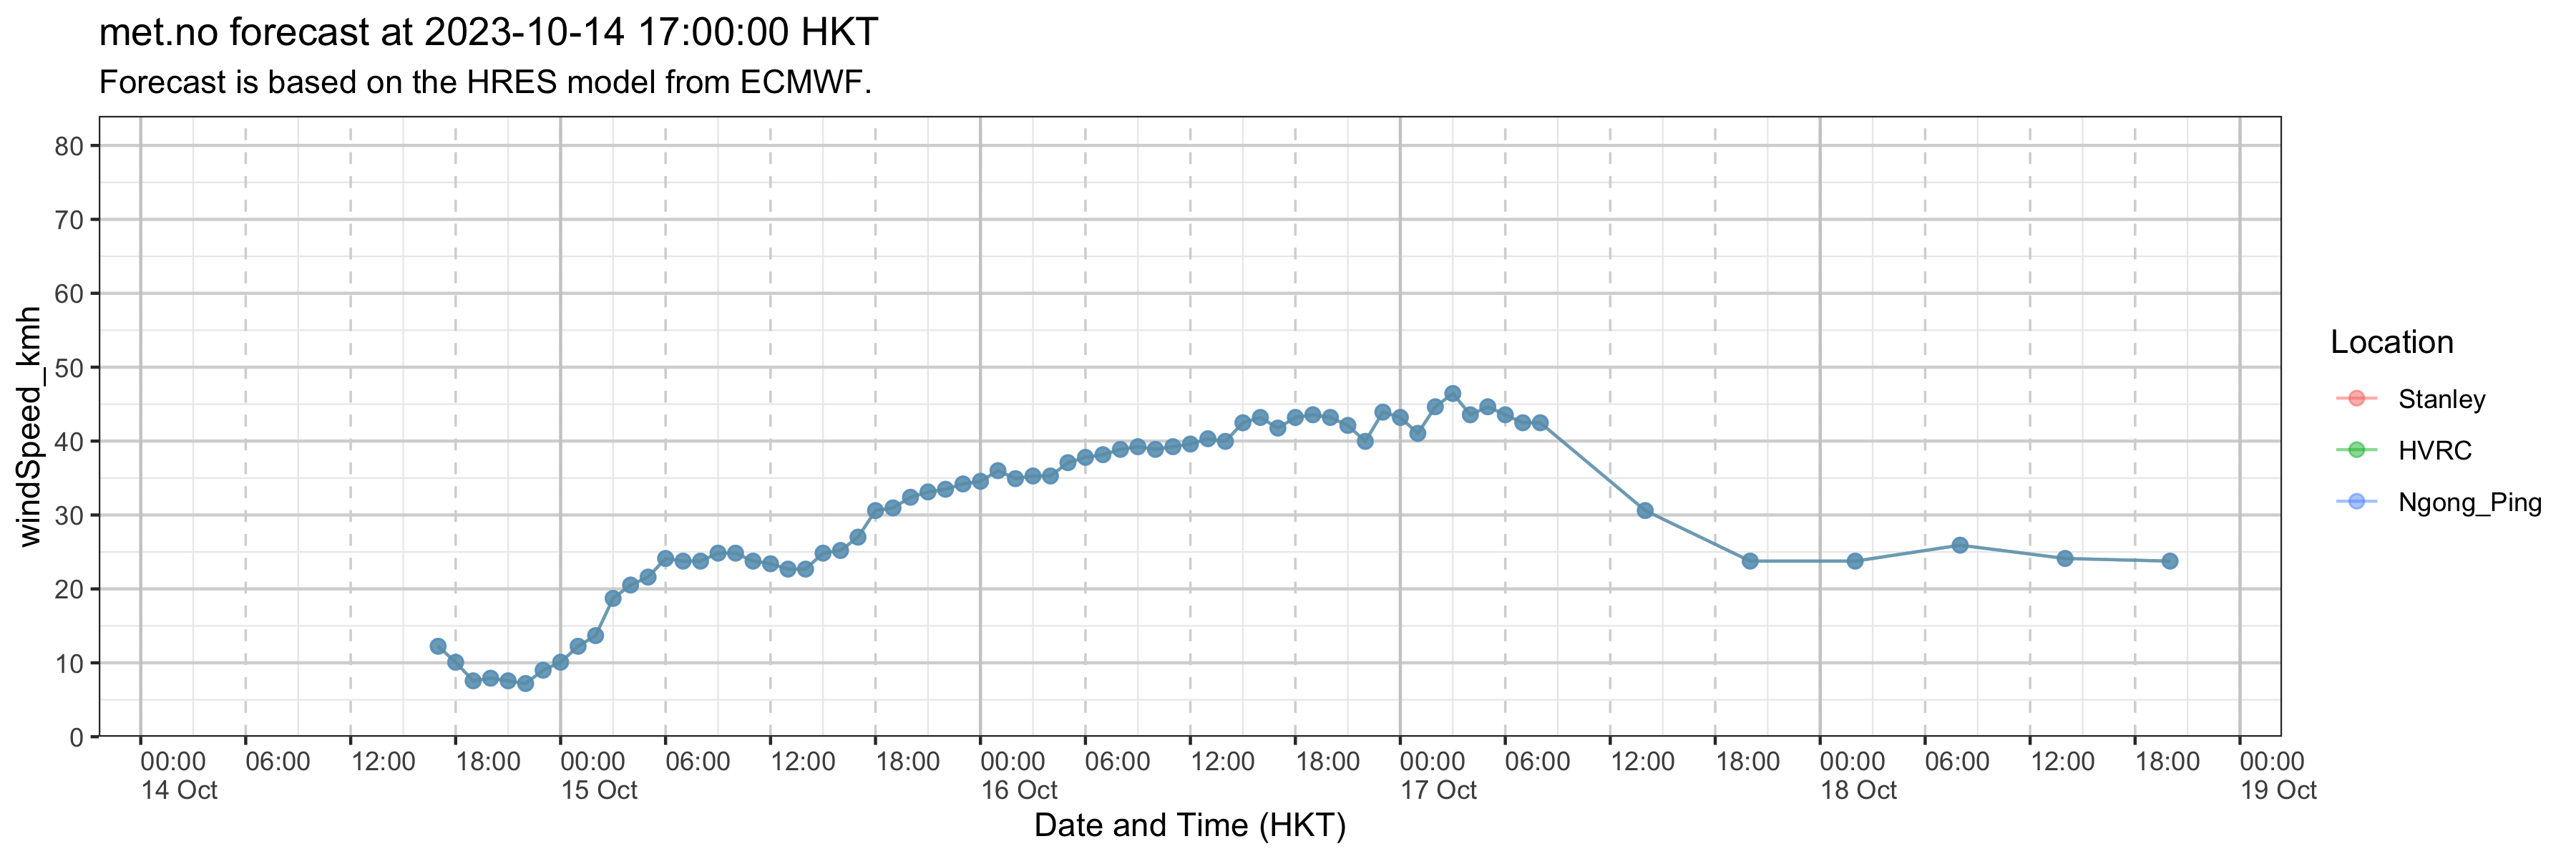 met.no forecast at 2023-10-14 17:00:00 HKT
Forecast is based on the HRES model from ECMWF.
windSpeed_kmh
80
70
60
50
40
30
20
10
0
00:00 06:00 12:00 18:00 00:00 06:00 12:00 18:00 00:00 06:00 12:00 18:00 00:00 06:00 12:00 18:00 00:00 06:00 12:00 18:00 00:00
14 Oct 15 Oct 16 Oct 17 Oct 18 Oct 19 Oct
Date and Time (HKT)
Location
Stanley
HVRC
Ngong_Ping